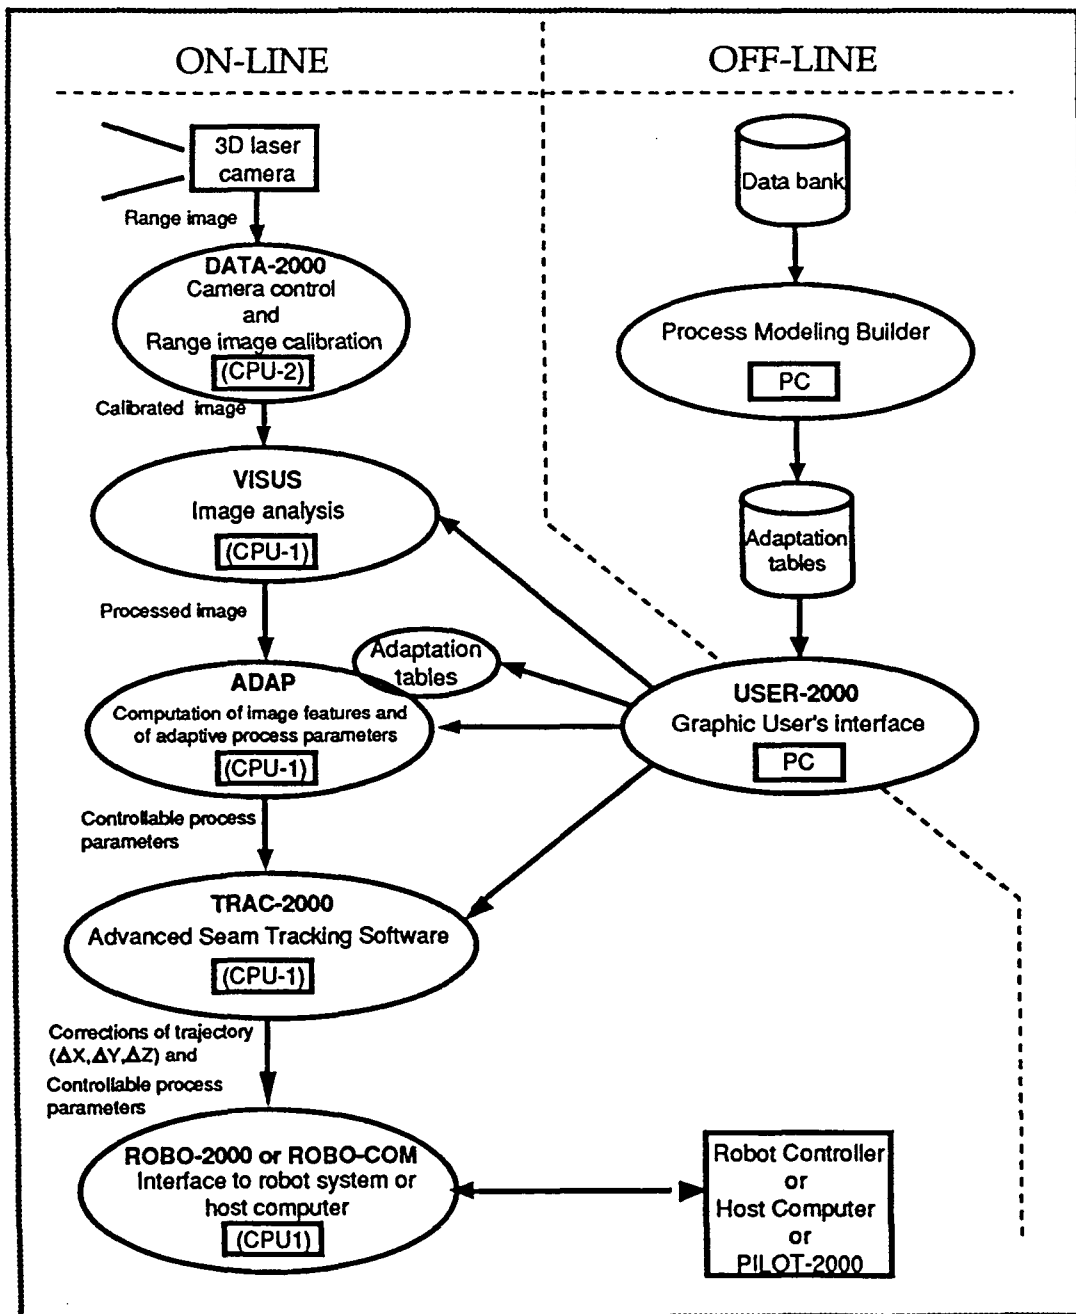 ON-LINE
OFF-LINE
3D laser
camera
Range image
DATA-2000
Camera control
and
Range image calibration
(CPU-2)
Calibrated image
VISUS
Image analysis
(CPU-1)
Processed image
Adaptation
tables
ADAP
Computation of image features and
of adaptive process parameters
(CPU-1)
Controllable process
parameters
TRAC-2000
Advanced Seam Tracking Software
(CPU-1)
Corrections of trajectory
(ΔX,ΔY,ΔZ) and
Controllable process
parameters
ROBO-2000 or ROBO-COM
Interface to robot system or
host computer
(CPU1)
Data bank
Process Modeling Builder
PC
Adaptation
tables
USER-2000
Graphic User's interface
PC
Robot Controller
or
Host Computer
or
PILOT-2000